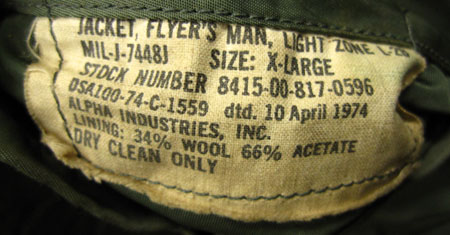 JACKET, FLYER'S MAN, LIGHT ZONE L-2B
MIL-J-7448J SIZE: X-LARGE
STOCK NUMBER 8415-00-817-0596
DSA100-74-C-1559 dtd. 10 April 1974
ALPHA INDUSTRIES, INC.
LINING: 34% WOOL 66% ACETATE
DRY CLEAN ONLY